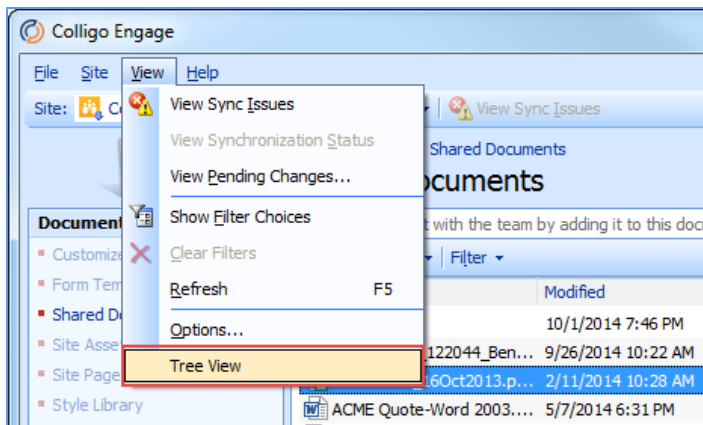 Colligo Engage
File Site View Help
Site: View Sync Issues
View Sync Issues
View Synchronization Status
Shared Documents
View Pending Changes...
ocuments
Document
Show Filter Choices
t with the team by adding it to this doc
Customize
Clear Filters
Filter
Form Tem
Refresh F5
Modified
Shared Do
10/1/2014 7:46 PM
Options...
Site Asse
_122044_Ben... 9/26/2014 10:22 AM
Tree View
Site Page
_16Oct2013.p... 2/11/2014 10:28 AM
Style Library
ACME Quote-Word 2003.... 5/7/2014 6:31 PM